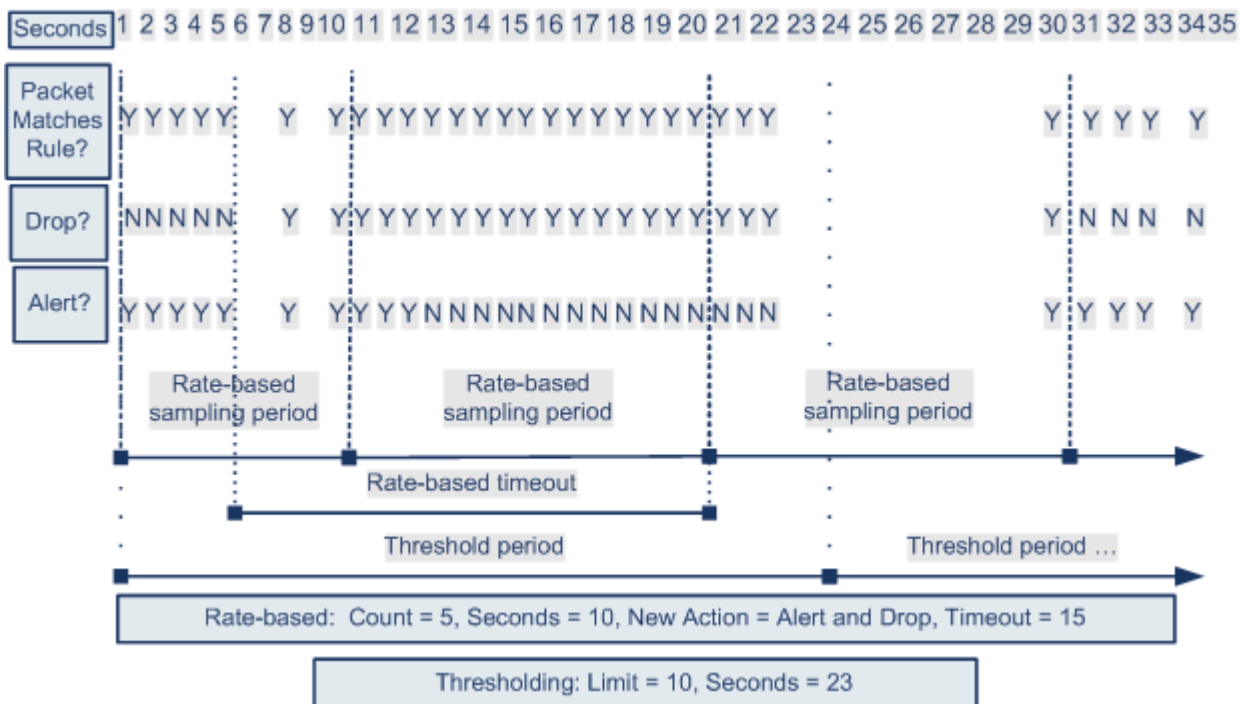 Seconds 1 2 3 4 5 6 7 8 9 10 11 12 13 14 15 16 17 18 19 20 21 22 23 24 25 26 27 28 29 30 31 32 33 34 35
Packet
Matches
Rule?
Y Y Y Y Y Y Y Y Y Y Y Y Y Y Y Y Y Y Y Y Y Y Y Y Y Y Y Y Y Y
Drop?
N N N N N Y Y Y Y Y Y Y Y Y Y Y Y Y Y Y Y Y Y Y Y Y N N N N
Alert?
Y Y Y Y Y Y Y Y Y Y N N N N N N N N N N N N N N N Y Y Y Y Y
Rate-based
sampling period
Rate-based
sampling period
Rate-based
sampling period
Rate-based timeout
Threshold period
Threshold period ...
Rate-based: Count = 5, Seconds = 10, New Action = Alert and Drop, Timeout = 15
Thresholding: Limit = 10, Seconds = 23